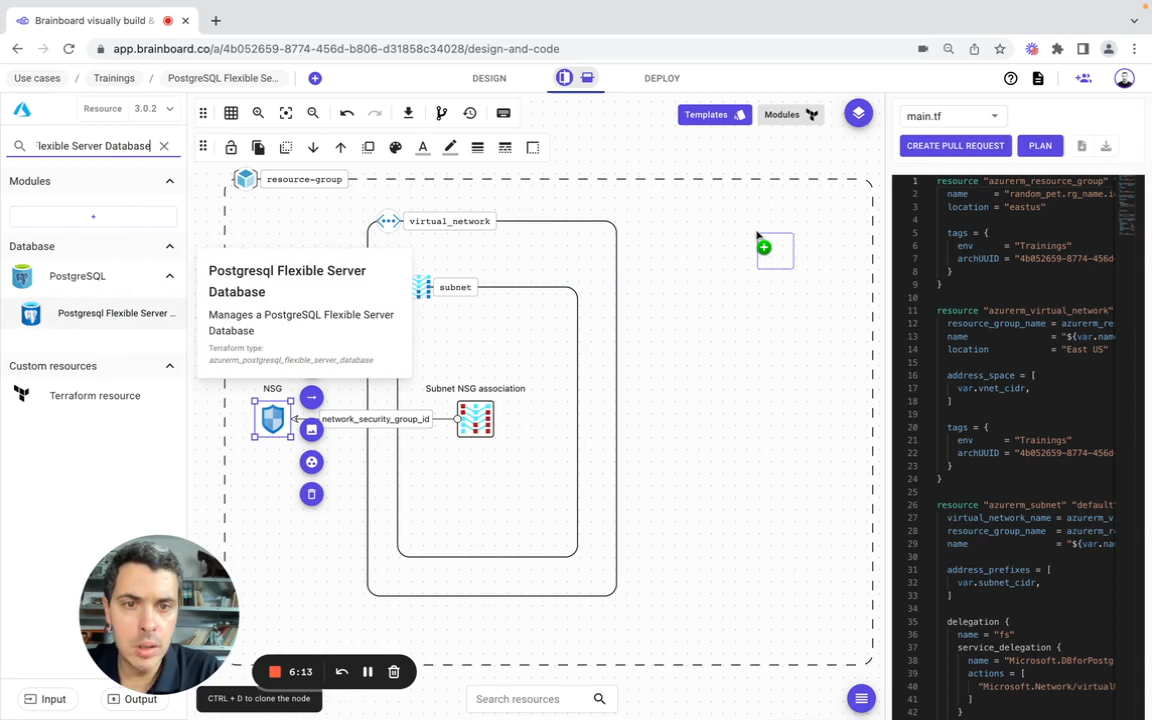 Brainboard visually build &
app.brainboard.co/a/4b052659-8774-456d-b806-d31858c34028/design-and-code
Use cases / Trainings / PostgreSQL Flexible Se...
DESIGN
DEPLOY
Resource 3.0.2
Templates
Modules
main.tf
lexible Server Database
CREATE PULL REQUEST
PLAN
Modules
+
Database
PostgreSQL
Postgresql Flexible Server ...
Custom resources
Terraform resource
resource-group
virtual_network
subnet
Postgresql Flexible Server
Database
Manages a PostgreSQL Flexible Server
Database
Terraform type:
azurerm_postgresql_flexible_server_database
NSG
Subnet NSG association
network_security_group_id
1 resource "azurerm_resource_group"
2 name = "random_pet.rg_name.i
3 location = "eastus"
4
5 tags = {
6 env = "Trainings"
7 archUUID = "4b052659-8774-456d
8 }
9 }
10
11 resource "azurerm_virtual_network"
12 resource_group_name = azurerm_re
13 name = "${var.nam
14 location = "East US"
15
16 address_space = [
17 var.vnet_cidr,
18 ]
19
20 tags = {
21 env = "Trainings"
22 archUUID = "4b052659-8774-456d
23 }
24 }
25
26 resource "azurerm_subnet" "default"
27 virtual_network_name = azurerm_v
28 resource_group_name = azurerm_r
29 name = "${var.na
30
31 address_prefixes = [
32 var.subnet_cidr,
33 ]
34
35 delegation {
36 name = "fs"
37 service_delegation {
38 name = "Microsoft.DBforPostg
39 actions = [
40 "Microsoft.Network/virtual
41 ]
42 }
6:13
CTRL + D to clone the node
Input
Output
Search resources